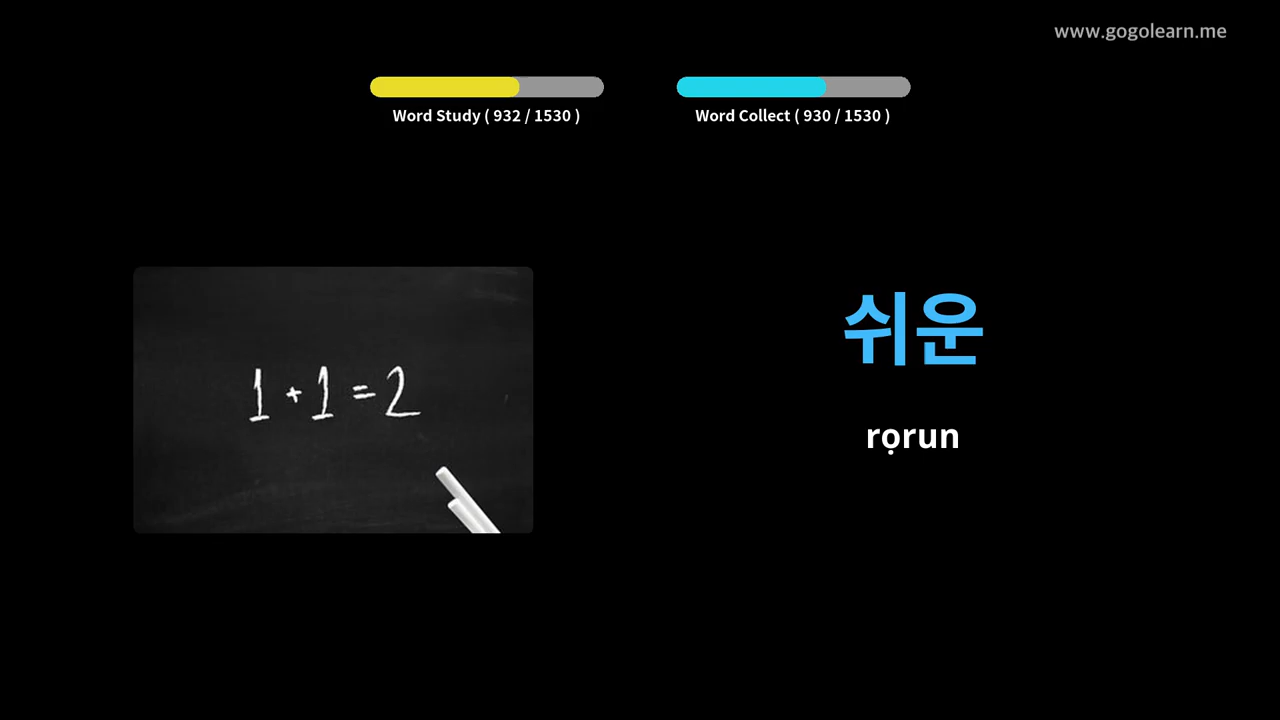 www.gogolearn.me
Word Study ( 932 / 1530 )
Word Collect ( 930 / 1530 )
1 + 1 = 2
쉬운
rọrun